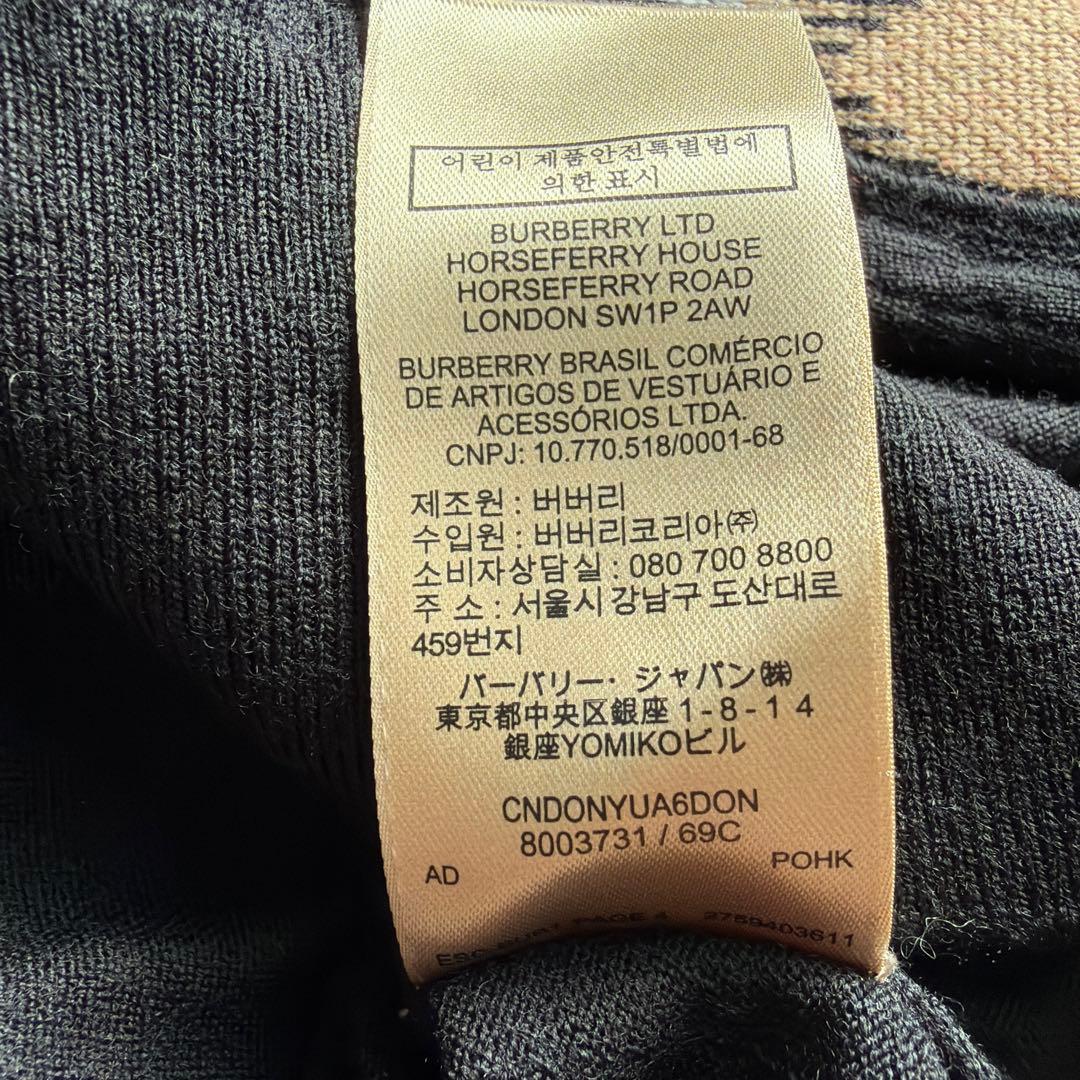 어린이 제품안전특별법에
의한 표시
BURBERRY LTD
HORSEFERRY HOUSE
HORSEFERRY ROAD
LONDON SW1P 2AW
BURBERRY BRASIL COMÉRCIO
DE ARTIGOS DE VESTUÁRIO E
ACESSÓRIOS LTDA.
CNPJ: 10.770.518/0001-68
제조원 : 버버리
수입원 : 버버리코리아㈜
소비자상담실 : 080 700 8800
주 소 : 서울시 강남구 도산대로
459번지
バーバリー・ジャパン㈱
東京都中央区銀座 1 - 8 - 1 4
銀座YOMIKOビル
CNDONYUA6DON
8003731 / 69C
AD
POHK
PAGE 4 2759403611